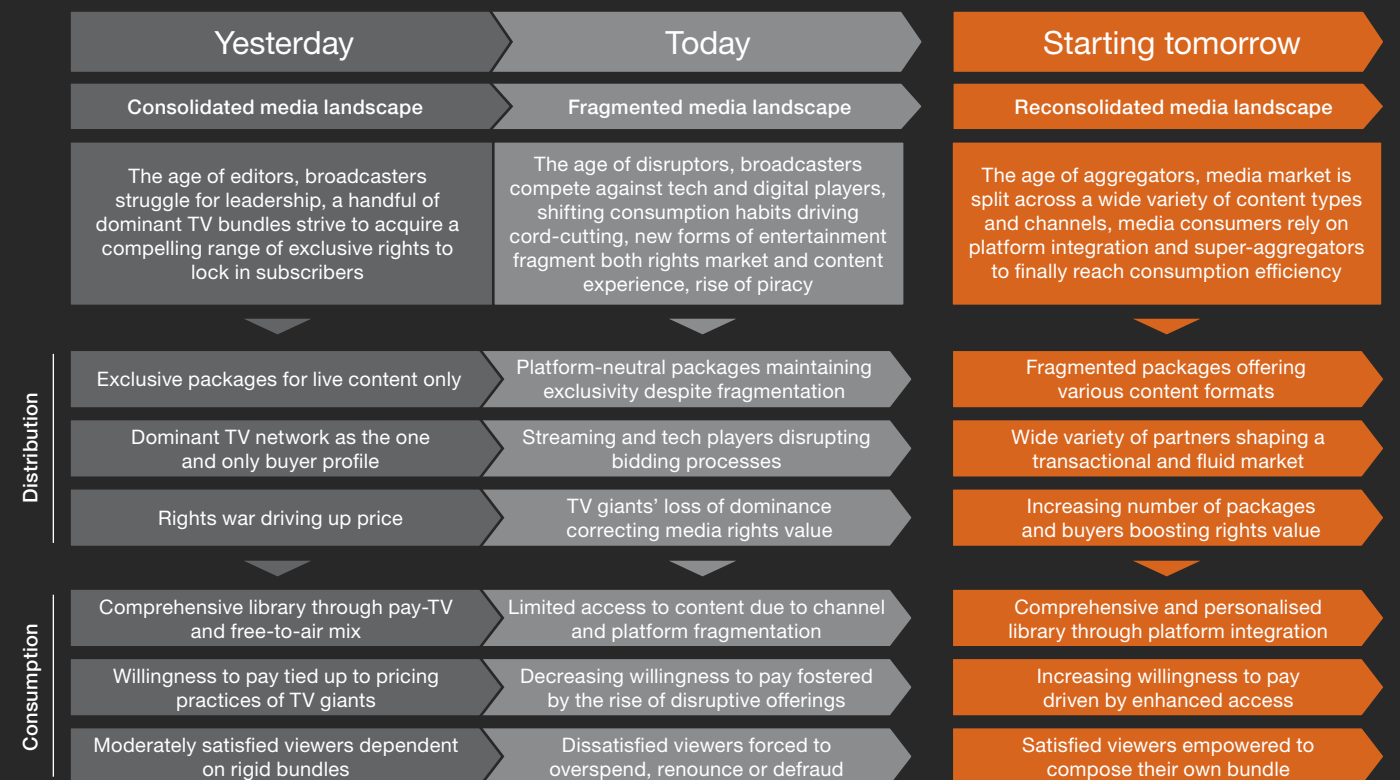 Yesterday
Today
Starting tomorrow
Consolidated media landscape
Fragmented media landscape
Reconsolidated media landscape
The age of editors, broadcasters
struggle for leadership, a handful of
dominant TV bundles strive to acquire a
compelling range of exclusive rights to
lock in subscribers
The age of disruptors, broadcasters
compete against tech and digital players,
shifting consumption habits driving
cord-cutting, new forms of entertainment
fragment both rights market and content
experience, rise of piracy
The age of aggregators, media market is
split across a wide variety of content types
and channels, media consumers rely on
platform integration and super-aggregators
to finally reach consumption efficiency
Distribution
Exclusive packages for live content only
Platform-neutral packages maintaining
exclusivity despite fragmentation
Fragmented packages offering
various content formats
Dominant TV network as the one
and only buyer profile
Streaming and tech players disrupting
bidding processes
Wide variety of partners shaping a
transactional and fluid market
Rights war driving up price
TV giants' loss of dominance
correcting media rights value
Increasing number of packages
and buyers boosting rights value
Consumption
Comprehensive library through pay-TV
and free-to-air mix
Limited access to content due to channel
and platform fragmentation
Comprehensive and personalised
library through platform integration
Willingness to pay tied up to pricing
practices of TV giants
Decreasing willingness to pay fostered
by the rise of disruptive offerings
Increasing willingness to pay
driven by enhanced access
Moderately satisfied viewers dependent
on rigid bundles
Dissatisfied viewers forced to
overspend, renounce or defraud
Satisfied viewers empowered to
compose their own bundle